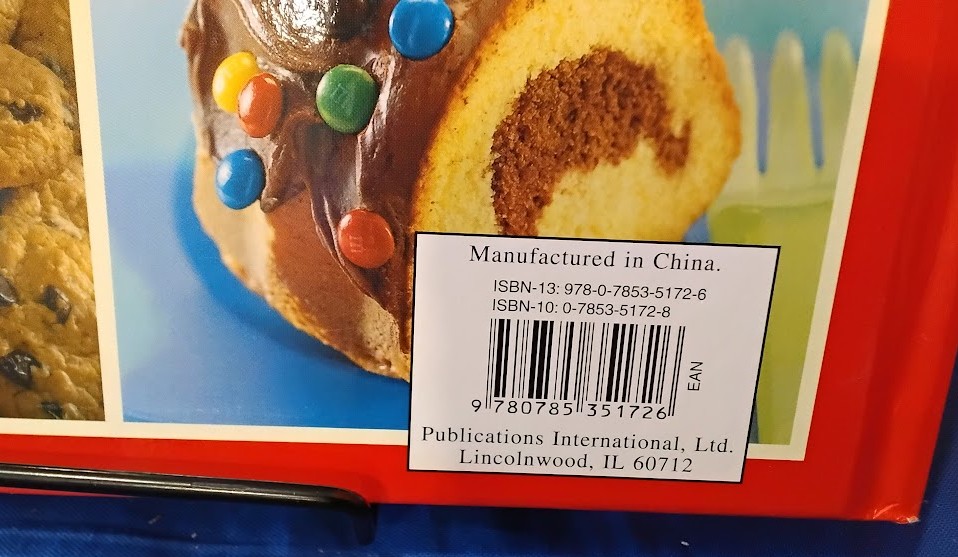 Manufactured in China.
ISBN-13: 978-0-7853-5172-6
ISBN-10: 0-7853-5172-8
EAN
9 780785 351726
Publications International, Ltd.
Lincolnwood, IL 60712